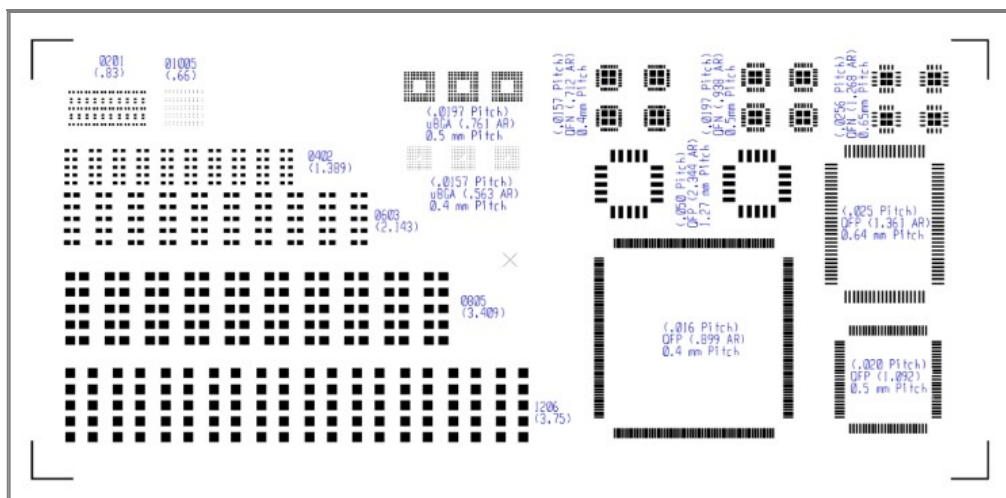 0201
(.83)
01005
(.66)
(.0197 Pitch)
uBGA (.761 AR)
0.5 mm Pitch
(.0157 Pitch)
QFN (.712 AR)
0.4mm Pitch
(.0197 Pitch)
QFN (.938 AR)
0.5mm Pitch
(.0256 Pitch)
QFN (1.268 AR)
0.65mm Pitch
0402
(1.389)
(.0157 Pitch)
uBGA (.563 AR)
0.4 mm Pitch
0603
(2.143)
(.050 Pitch)
QFP (2.344 AR)
1.27 mm Pitch
(.025 Pitch)
QFP (1.361 AR)
0.64 mm Pitch
0805
(3.409)
(.016 Pitch)
QFP (.899 AR)
0.4 mm Pitch
(.020 Pitch)
QFP (1.092)
0.5 mm Pitch
1206
(3.75)